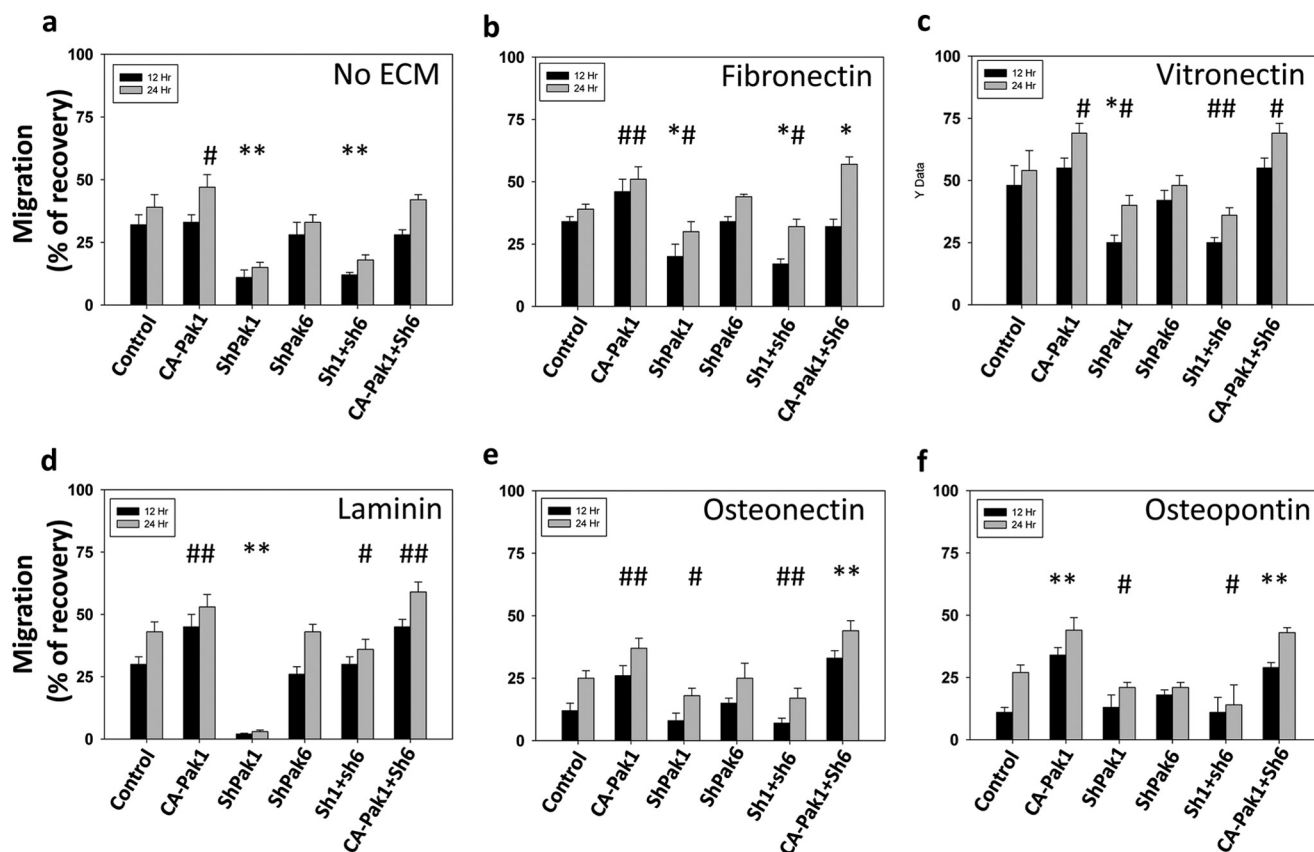 a
No ECM
12 Hr
24 Hr
100
75
50
25
0
Migration
(% of recovery)
#
**
**
Control
CA-Pak1
ShPak1
ShPak6
Sh1+sh6
CA-Pak1+Sh6
b
Fibronectin
12 Hr
24 Hr
100
75
50
25
0
##
*#
*#
*
Control
CA-Pak1
ShPak1
ShPak6
Sh1+sh6
CA-Pak1+Sh6
c
Vitronectin
12 Hr
24 Hr
100
75
50
25
0
Y Data
#
*#
##
#
Control
CA-Pak1
ShPak1
ShPak6
Sh1+sh6
CA-Pak1+Sh6
d
Laminin
12 Hr
24 Hr
100
75
50
25
0
Migration
(% of recovery)
##
**
#
##
Control
CA-Pak1
ShPak1
ShPak6
Sh1+sh6
CA-Pak1+Sh6
e
Osteonectin
12 Hr
24 Hr
100
75
50
25
0
##
#
##
**
Control
CA-Pak1
ShPak1
ShPak6
Sh1+sh6
CA-Pak1+Sh6
f
Osteopontin
12 Hr
24 Hr
100
75
50
25
0
**
#
#
**
Control
CA-Pak1
ShPak1
ShPak6
Sh1+sh6
CA-Pak1+Sh6